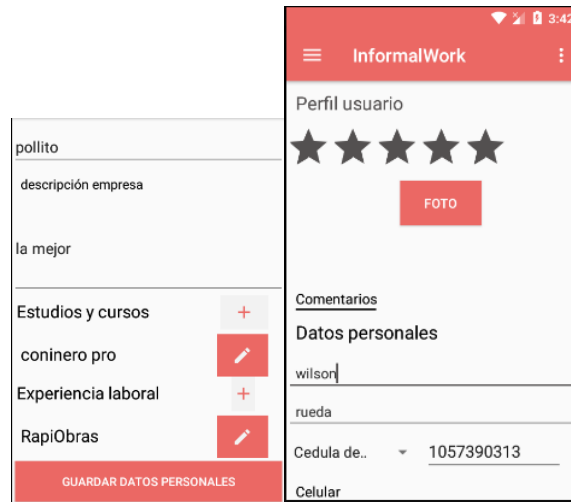 pollito
descripción empresa
la mejor
Estudios y cursos
+
coninero pro
Experiencia laboral
+
RapiObras
GUARDAR DATOS PERSONALES
3:42
InformalWork
Perfil usuario
FOTO
Comentarios
Datos personales
wilson
rueda
Cedula de.. 1057390313
Celular